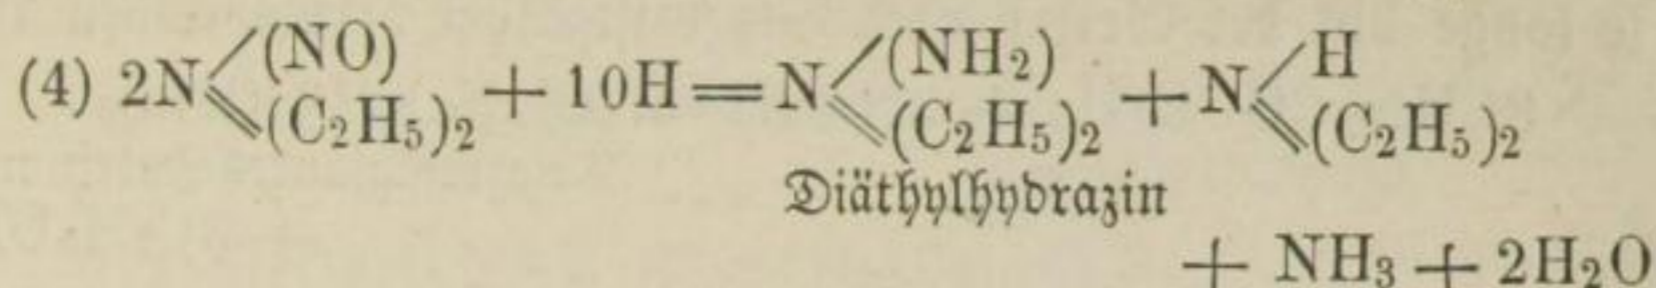 (4) 2N<(NO)(C₂H₅)₂ + 10H = N<(NH₂)(C₂H₅)₂ + N<H(C₂H₅)₂
Diäthylhydrazin
+ NH₃ + 2H₂O